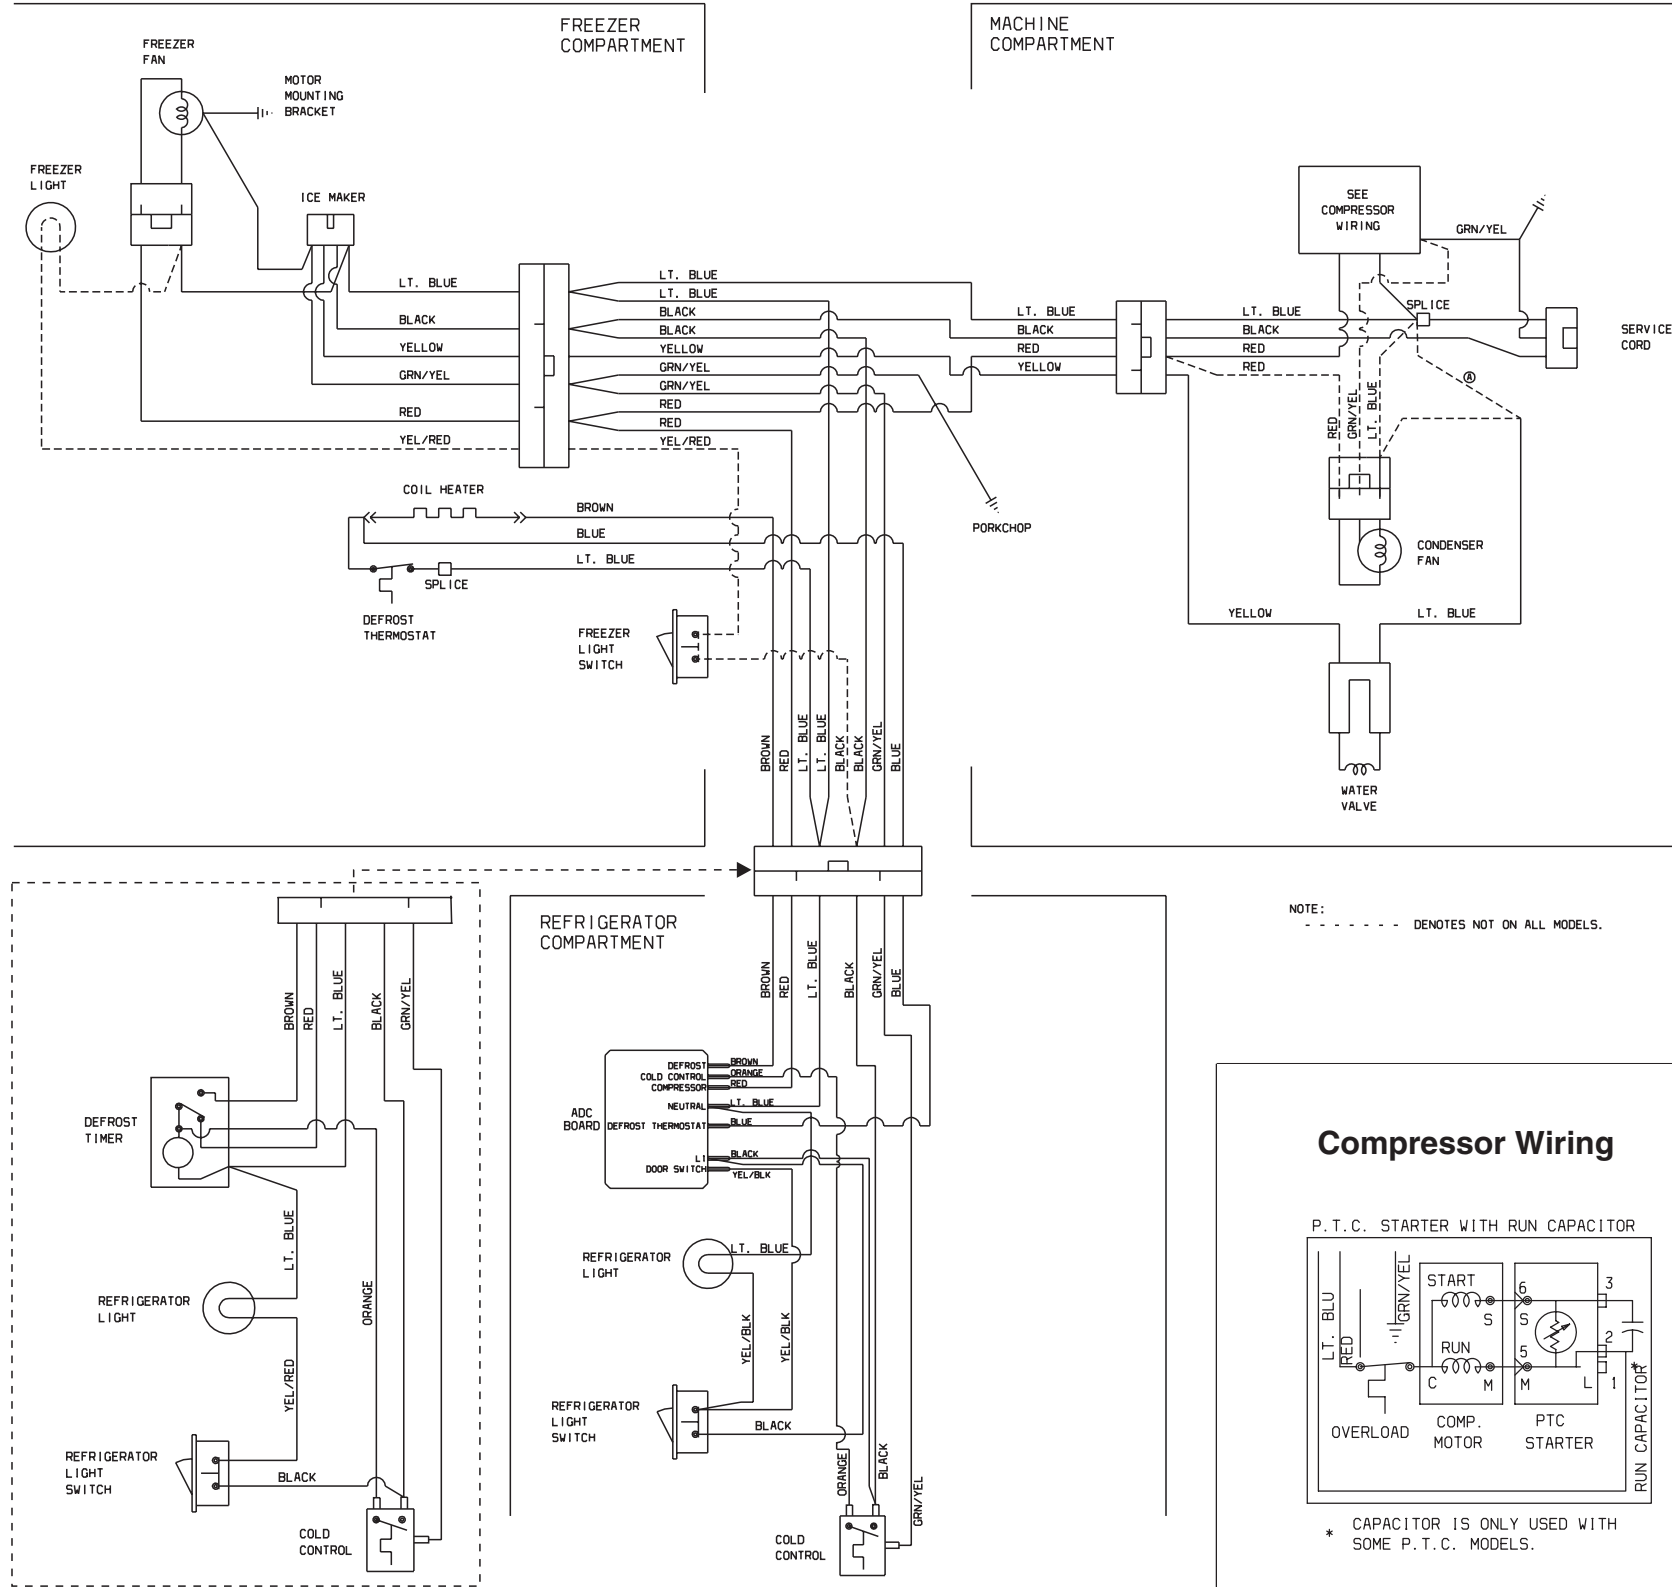 FREEZER
COMPARTMENT
MACHINE
COMPARTMENT
FREEZER
FAN
MOTOR
MOUNTING
BRACKET
FREEZER
LIGHT
ICE MAKER
LT. BLUE
BLACK
YELLOW
GRN/YEL
RED
YEL/RED
LT. BLUE
LT. BLUE
BLACK
BLACK
YELLOW
GRN/YEL
GRN/YEL
RED
RED
YEL/RED
LT. BLUE
BLACK
RED
YELLOW
SEE
COMPRESSOR
WIRING
GRN/YEL
SPLICE
LT. BLUE
BLACK
RED
RED
SERVICE
CORD
A
RED
GRN/YEL
LT. BLUE
CONDENSER
FAN
YELLOW
LT. BLUE
WATER
VALVE
COIL HEATER
BROWN
BLUE
LT. BLUE
SPLICE
DEFROST
THERMOSTAT
PORKCHOP
FREEZER
LIGHT
SWITCH
BROWN
RED
LT. BLUE
LT. BLUE
BLACK
BLACK
GRN/YEL
BLUE
NOTE:
- - - - - - - DENOTES NOT ON ALL MODELS.
REFRIGERATOR
COMPARTMENT
BROWN
RED
LT. BLUE
BLACK
GRN/YEL
BLUE
BROWN
RED
LT. BLUE
BLACK
GRN/YEL
DEFROST
TIMER
LT. BLUE
ORANGE
REFRIGERATOR
LIGHT
YEL/RED
REFRIGERATOR
LIGHT
SWITCH
BLACK
COLD
CONTROL
ADC
BOARD
DEFROST
COLD CONTROL
COMPRESSOR
NEUTRAL
DEFROST THERMOSTAT
L1
DOOR SWITCH
BROWN
ORANGE
RED
LT. BLUE
BLUE
BLACK
YEL/BLK
REFRIGERATOR
LIGHT
LT. BLUE
YEL/BLK
YEL/BLK
REFRIGERATOR
LIGHT
SWITCH
BLACK
ORANGE
BLACK
GRN/YEL
COLD
CONTROL
Compressor Wiring
P.T.C. STARTER WITH RUN CAPACITOR
LT. BLU
RED
GRN/YEL
START
RUN
S
C
M
6
S
5
M
L
3
2
1
*
RUN CAPACITOR
OVERLOAD
COMP.
MOTOR
PTC
STARTER
* CAPACITOR IS ONLY USED WITH
SOME P.T.C. MODELS.